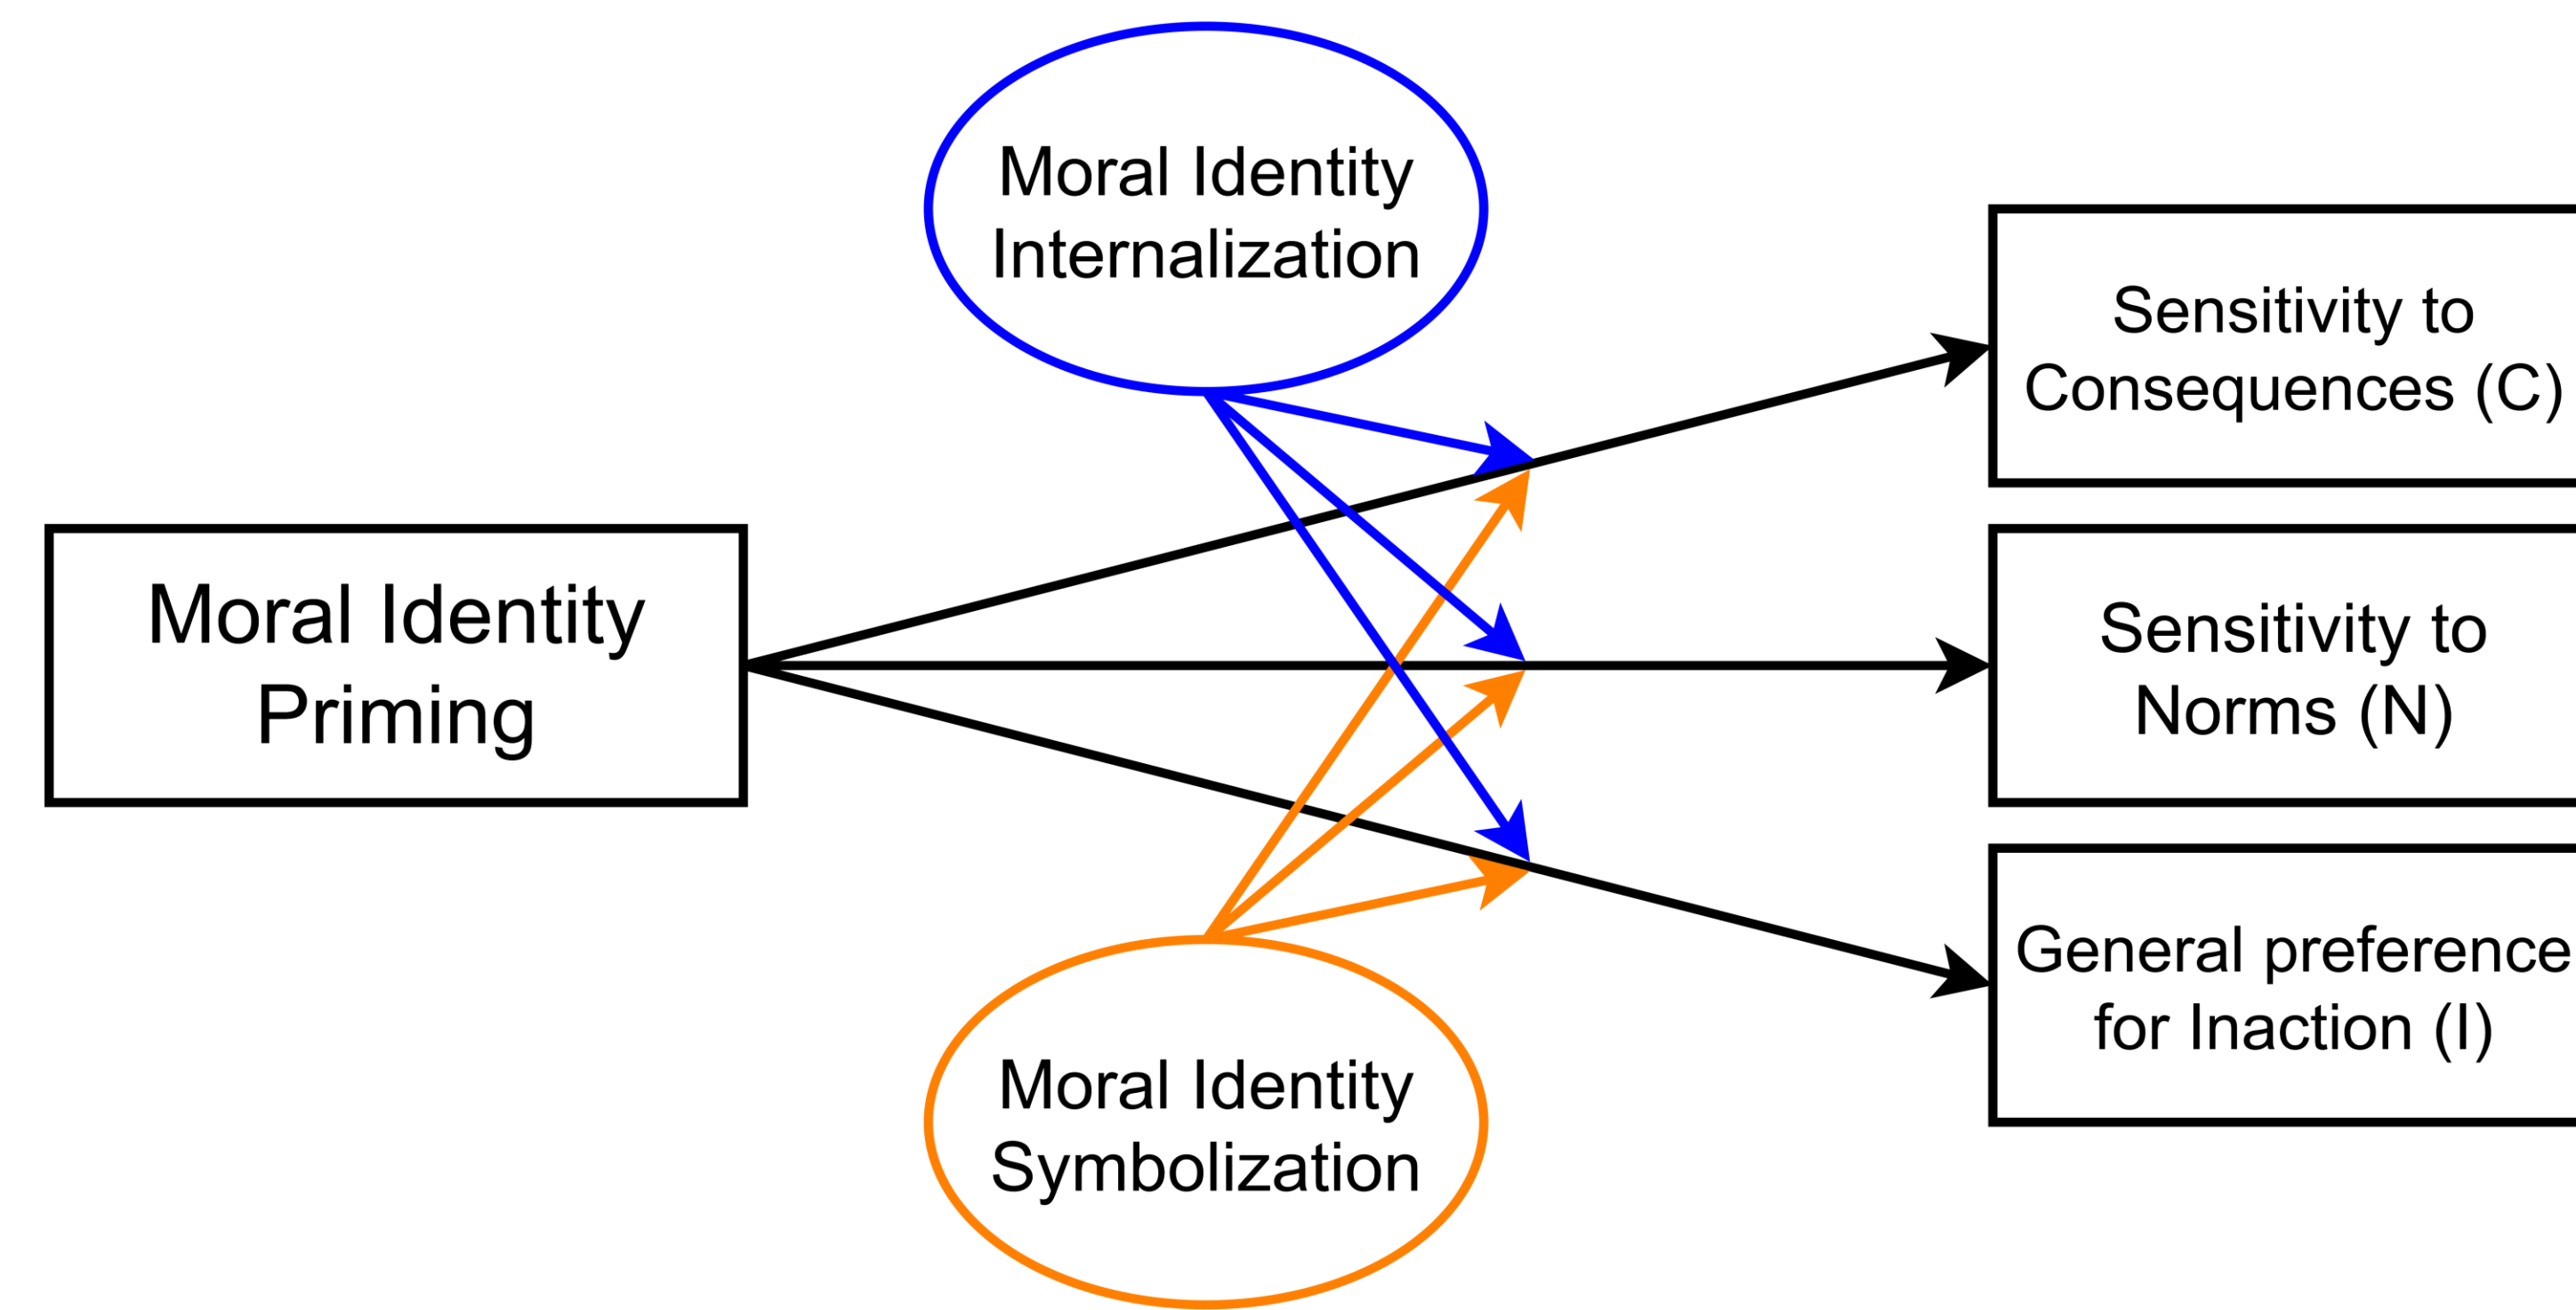 Moral Identity
Internalization
Sensitivity to
Consequences (C)
Moral Identity
Priming
Sensitivity to
Norms (N)
General preference
for Inaction (I)
Moral Identity
Symbolization